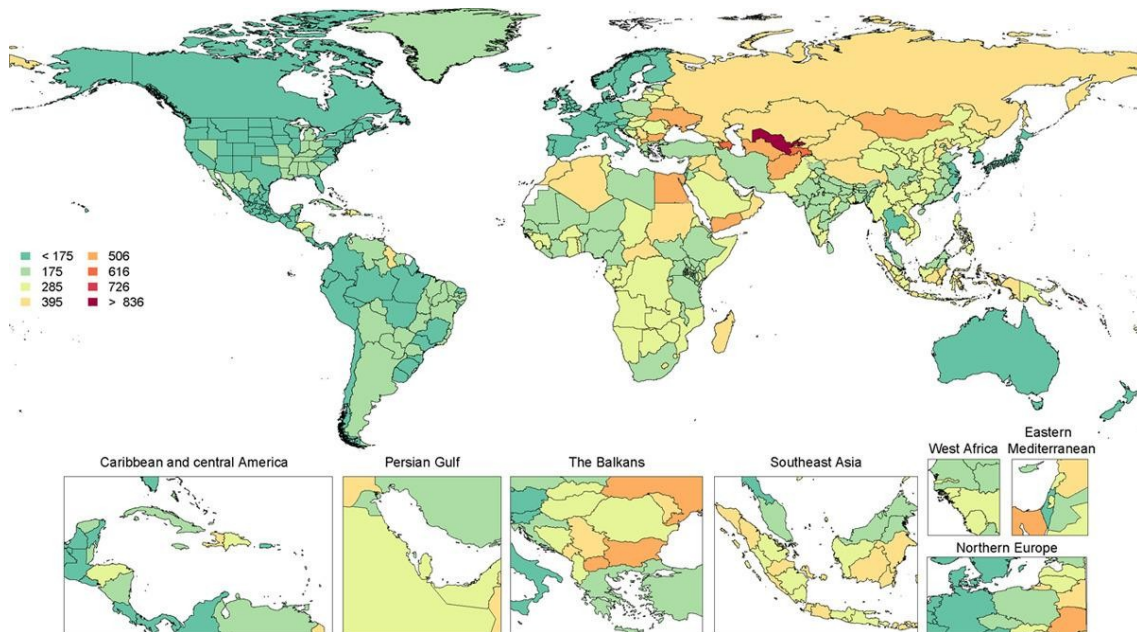 < 175
175
285
395
506
616
726
> 836
Caribbean and central America
Persian Gulf
The Balkans
Southeast Asia
West Africa
Eastern
Mediterranean
Northern Europe